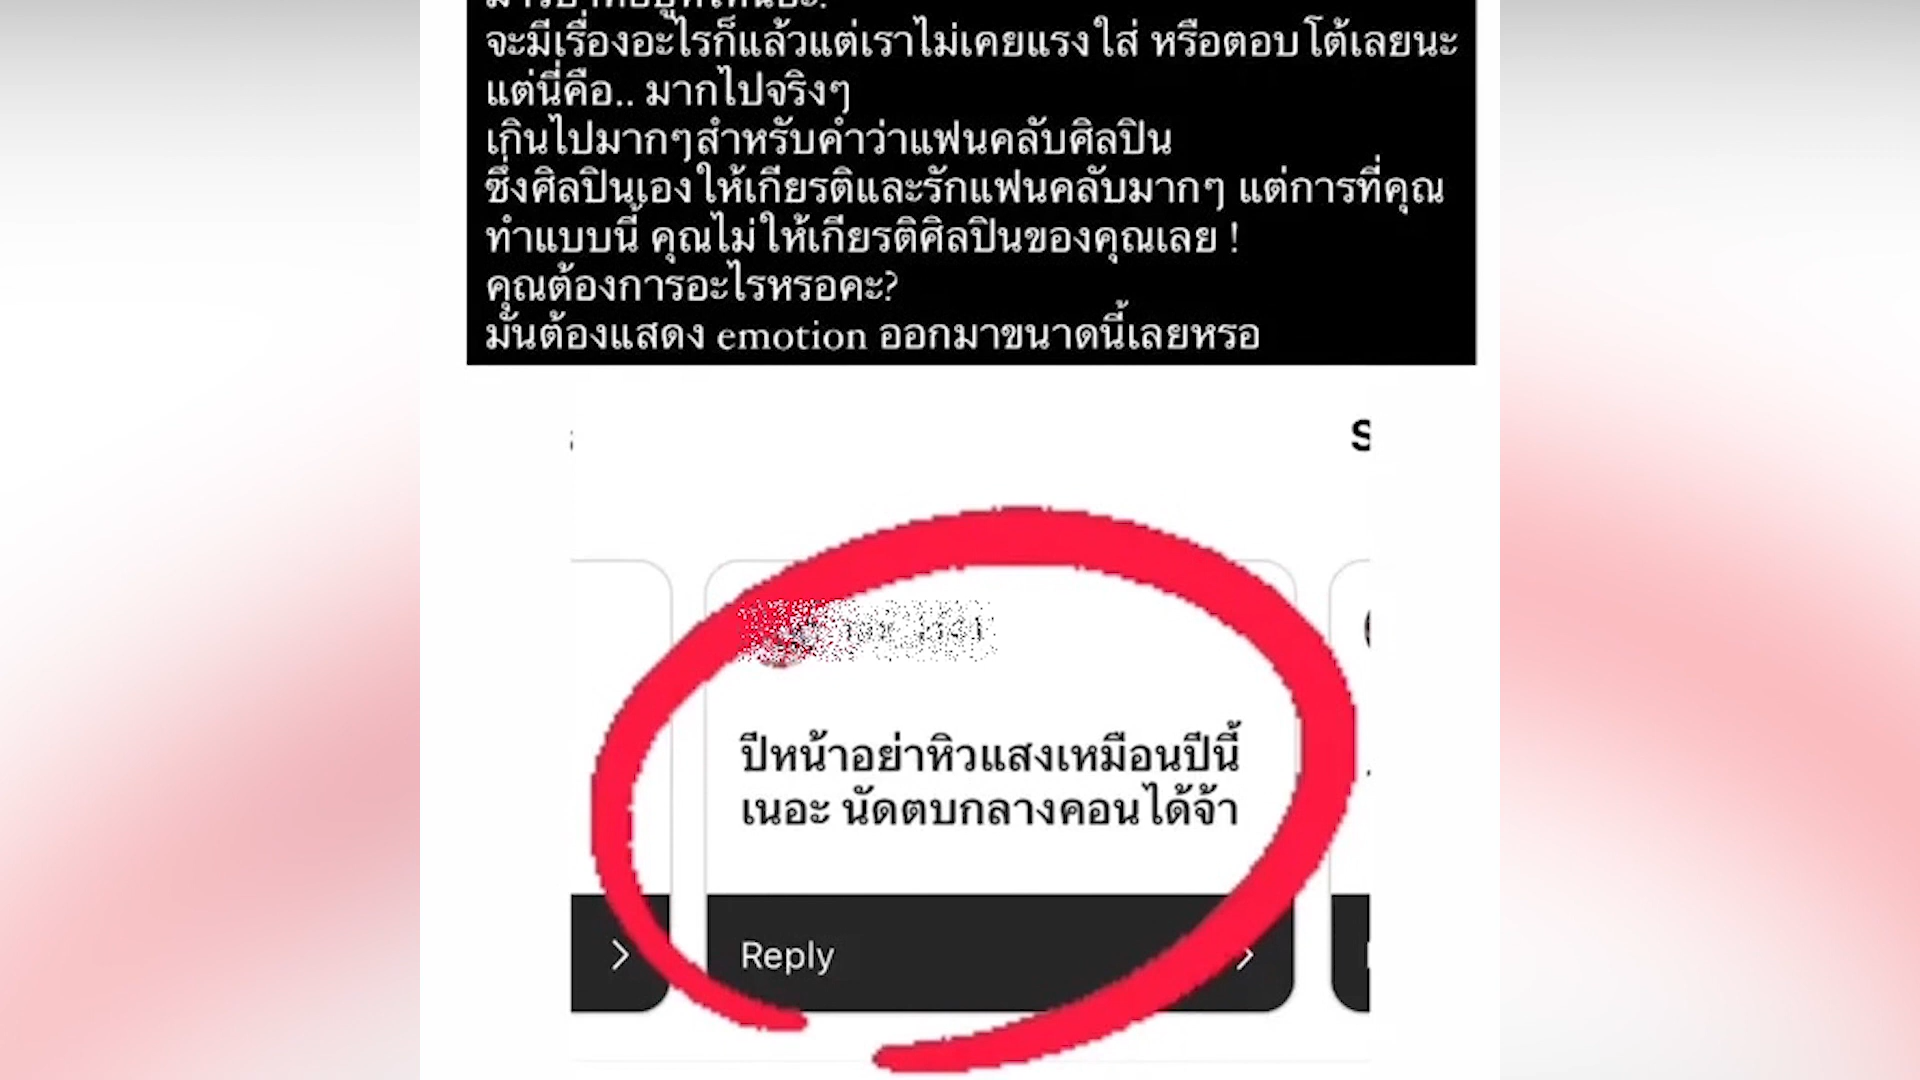 จะมีเรื่องอะไรก็แล้วแต่เราไม่เคยแรงใส่ หรือตอบโต้เลยนะ
แต่นี่คือ.. มากไปจริงๆ
เกินไปมากๆสำหรับคำว่าแฟนคลับศิลปิน
ซึ่งศิลปินเองให้เกียรติและรักแฟนคลับมากๆ แต่การที่คุณ
ทำแบบนี้ คุณไม่ให้เกียรติศิลปินของคุณเลย !
คุณต้องการอะไรหรอคะ?
มันต้องแสดง emotion ออกมาขนาดนี้เลยหรอ
S
ปีหน้าอย่าหิวแสงเหมือนปีนี้
เนอะ นัดตบกลางคอนได้จ้า
Reply